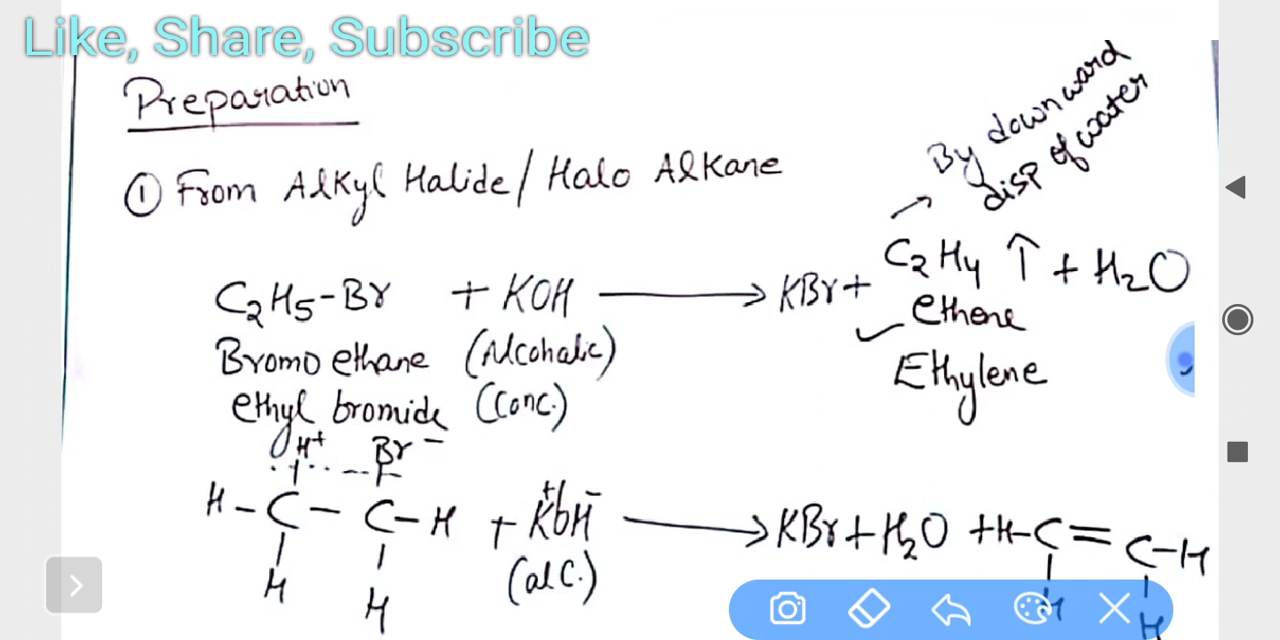 Like, Share, Subscribe
Preparation
① From Alkyl Halide/ Halo Alkane
By downward
disp of water
C₂H₅-Br + KOH ⟶ KBr + C₂H₄ ↑ + H₂O
Bromo ethane (Alcohalic) ethene
ethyl bromide (Conc.) Ethylene
H⁺ Br⁻
H-C-C-H + K⁺OH⁻ ⟶ KBr + H₂O + H-C=C-H
H H (alc.) H H